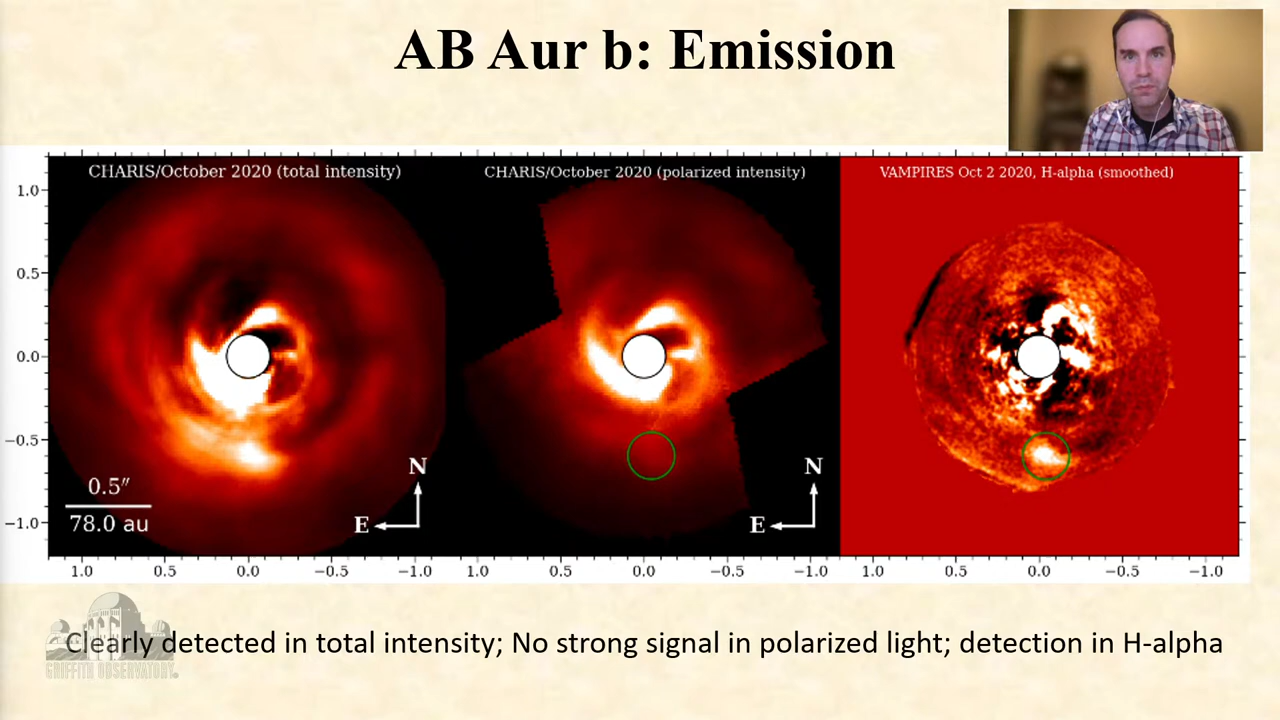 AB Aur b: Emission
CHARIS/October 2020 (total intensity)
CHARIS/October 2020 (polarized intensity)
VAMPIRES Oct 2 2020, H-alpha (smoothed)
1.0
0.5
0.0
−0.5
−1.0
0.5″
78.0 au
N
E
N
E
1.0 0.5 0.0 −0.5 −1.0 1.0 0.5 0.0 −0.5 −1.0 1.0 0.5 0.0 −0.5 −1.0
Clearly detected in total intensity; No strong signal in polarized light; detection in H-alpha
GRIFFITH OBSERVATORY